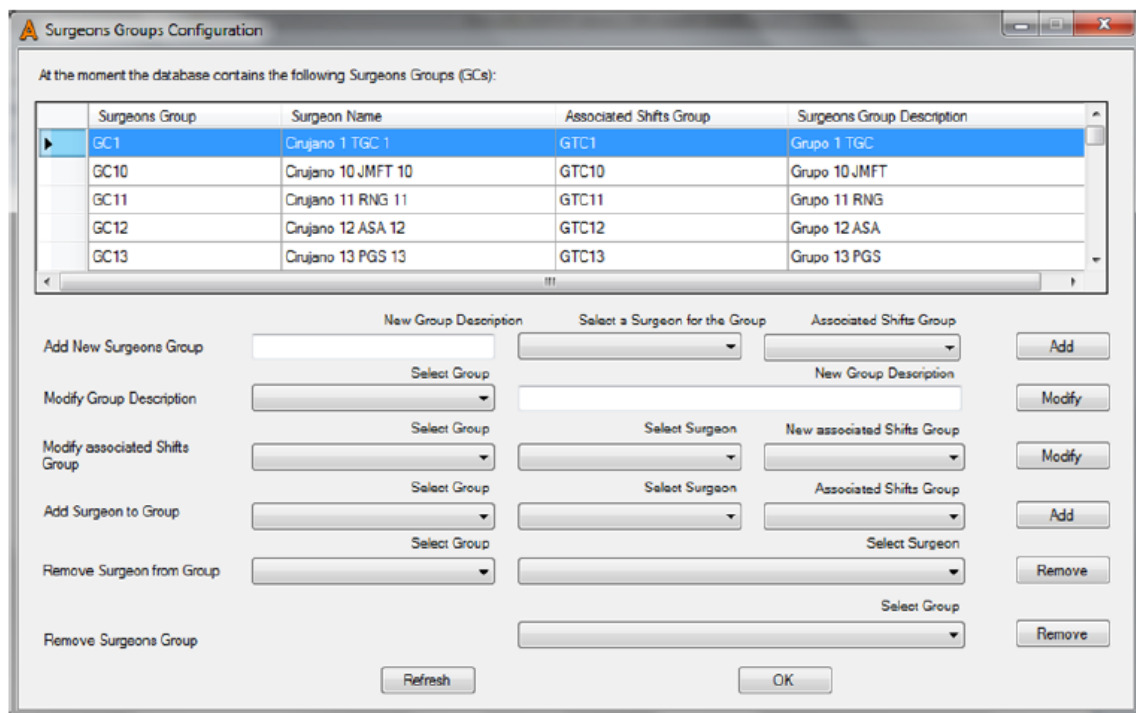 Surgeons Groups Configuration
At the moment the database contains the following Surgeons Groups (GCs):
Surgeons Group Surgeon Name Associated Shifts Group Surgeons Group Description
GC1 Cirujano 1 TGC 1 GTC1 Grupo 1 TGC
GC10 Cirujano 10 JMFT 10 GTC10 Grupo 10 JMFT
GC11 Cirujano 11 RNG 11 GTC11 Grupo 11 RNG
GC12 Cirujano 12 ASA 12 GTC12 Grupo 12 ASA
GC13 Cirujano 13 PGS 13 GTC13 Grupo 13 PGS
New Group Description Select a Surgeon for the Group Associated Shifts Group
Add New Surgeons Group Add
Select Group New Group Description
Modify Group Description Modify
Select Group Select Surgeon New associated Shifts Group
Modify associated Shifts
Group
Modify
Select Group Select Surgeon Associated Shifts Group
Add Surgeon to Group Add
Select Group Select Surgeon
Remove Surgeon from Group Remove
Select Group
Remove Surgeons Group Remove
Refresh OK